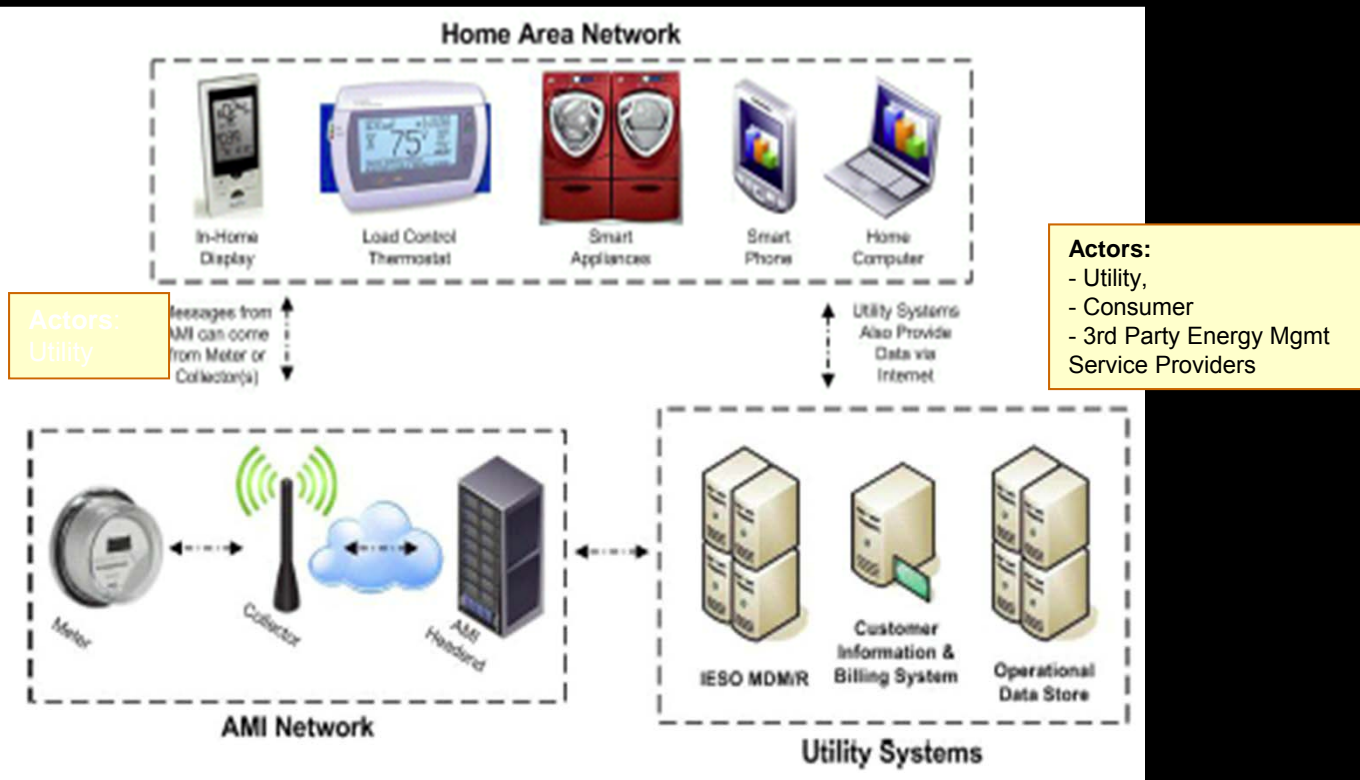 Home Area Network
75°
In-Home
Display
Load Control
Thermostat
Smart
Appliances
Smart
Phone
Home
Computer
Actors:
Utility
Messages from
AMI can come
from Meter or
Collector(s)
Utility Systems
Also Provide
Data via
Internet
Actors:
- Utility,
- Consumer
- 3rd Party Energy Mgmt
Service Providers
Meter
Collector
AMI
Headend
AMI Network
IESO MDM/R
Customer
Information &
Billing System
Operational
Data Store
Utility Systems